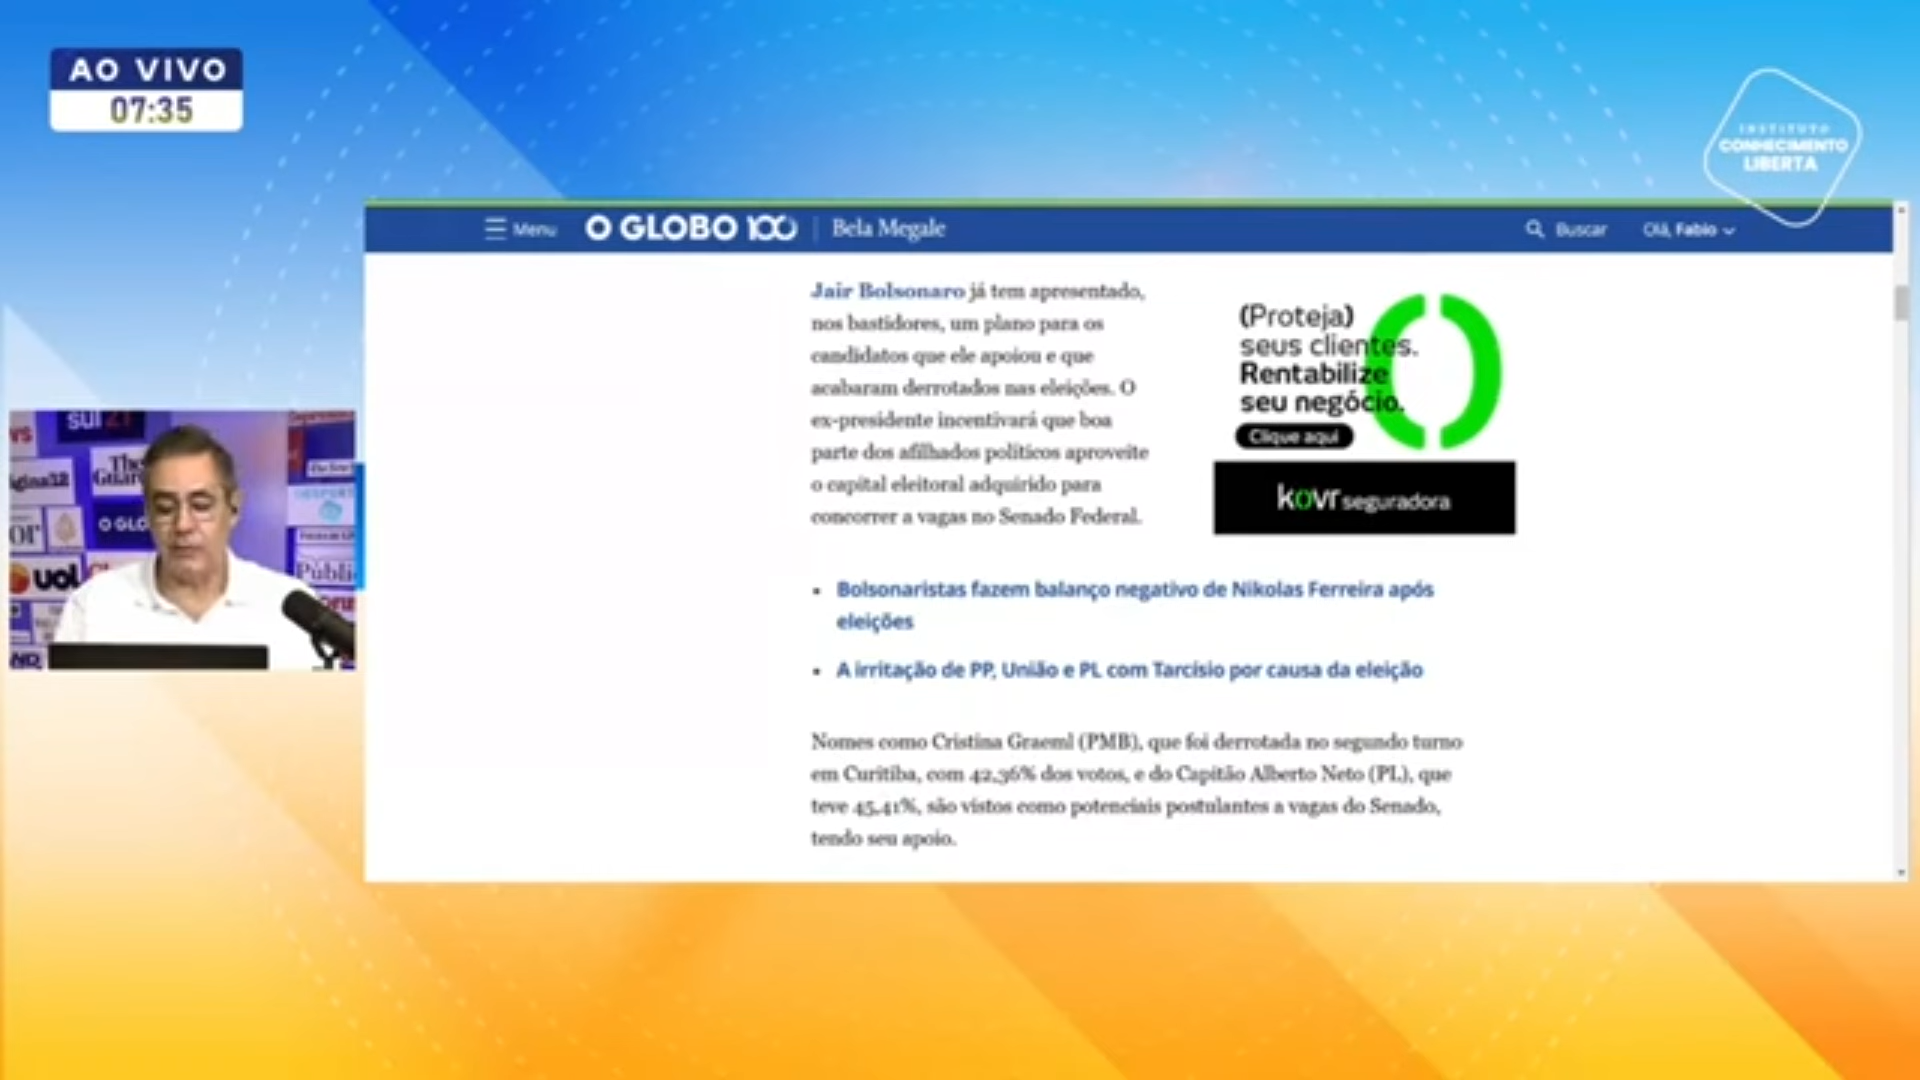 AO VIVO
07:35
INSTITUTO
CONHECIMENTO
LIBERTA
Menu
O GLOBO 100
Bela Megale
Buscar
Olá, Fabio
Jair Bolsonaro já tem apresentado,
nos bastidores, um plano para os
candidatos que ele apoiou e que
acabaram derrotados nas eleições. O
ex-presidente incentivará que boa
parte dos afilhados políticos aproveite
o capital eleitoral adquirido para
concorrer a vagas no Senado Federal.
(Proteja)
seus clientes.
Rentabilize
seu negócio.
Clique aqui
kovr seguradora
• Bolsonaristas fazem balanço negativo de Nikolas Ferreira após
eleições
• A irritação de PP, União e PL com Tarcísio por causa da eleição
Nomes como Cristina Graeml (PMB), que foi derrotada no segundo turno
em Curitiba, com 42,36% dos votos, e do Capitão Alberto Neto (PL), que
teve 45,41%, são vistos como potenciais postulantes a vagas do Senado,
tendo seu apoio.
sul21
The
Guar
O GLO
uol
Públi